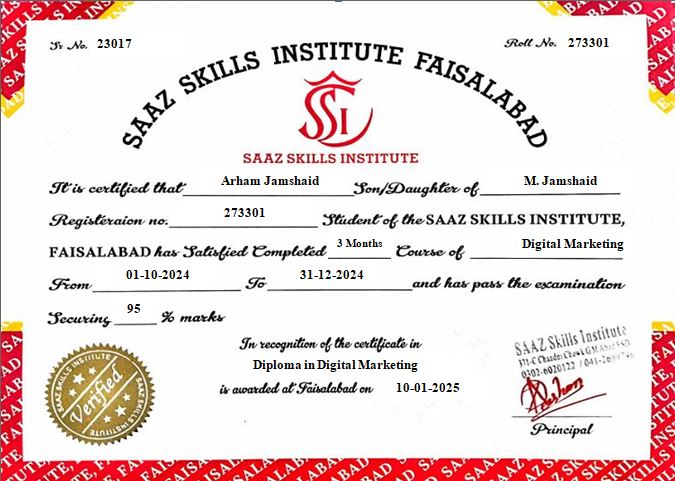 Sr No. 23017
Roll No. 273301
SAAZ SKILLS INSTITUTE FAISALABAD
SSI
SAAZ SKILLS INSTITUTE
It is certified that Arham Jamshaid Son/Daughter of M. Jamshaid
Registeraion no. 273301 Student of the SAAZ SKILLS INSTITUTE,
FAISALABAD has Satisfied Completed 3 Months Course of Digital Marketing
From 01-10-2024 To 31-12-2024 and has pass the examination
Securing 95 % marks
In recognition of the certificate in
Diploma in Digital Marketing
is awarded at Faisalabad on 10-01-2025
SAAZ SKILLS INSTITUTE
Verified
SAAZ SKILLS INSTITUTE
SAAZ Skills Institute
0302-6020122 / 041-
Principal